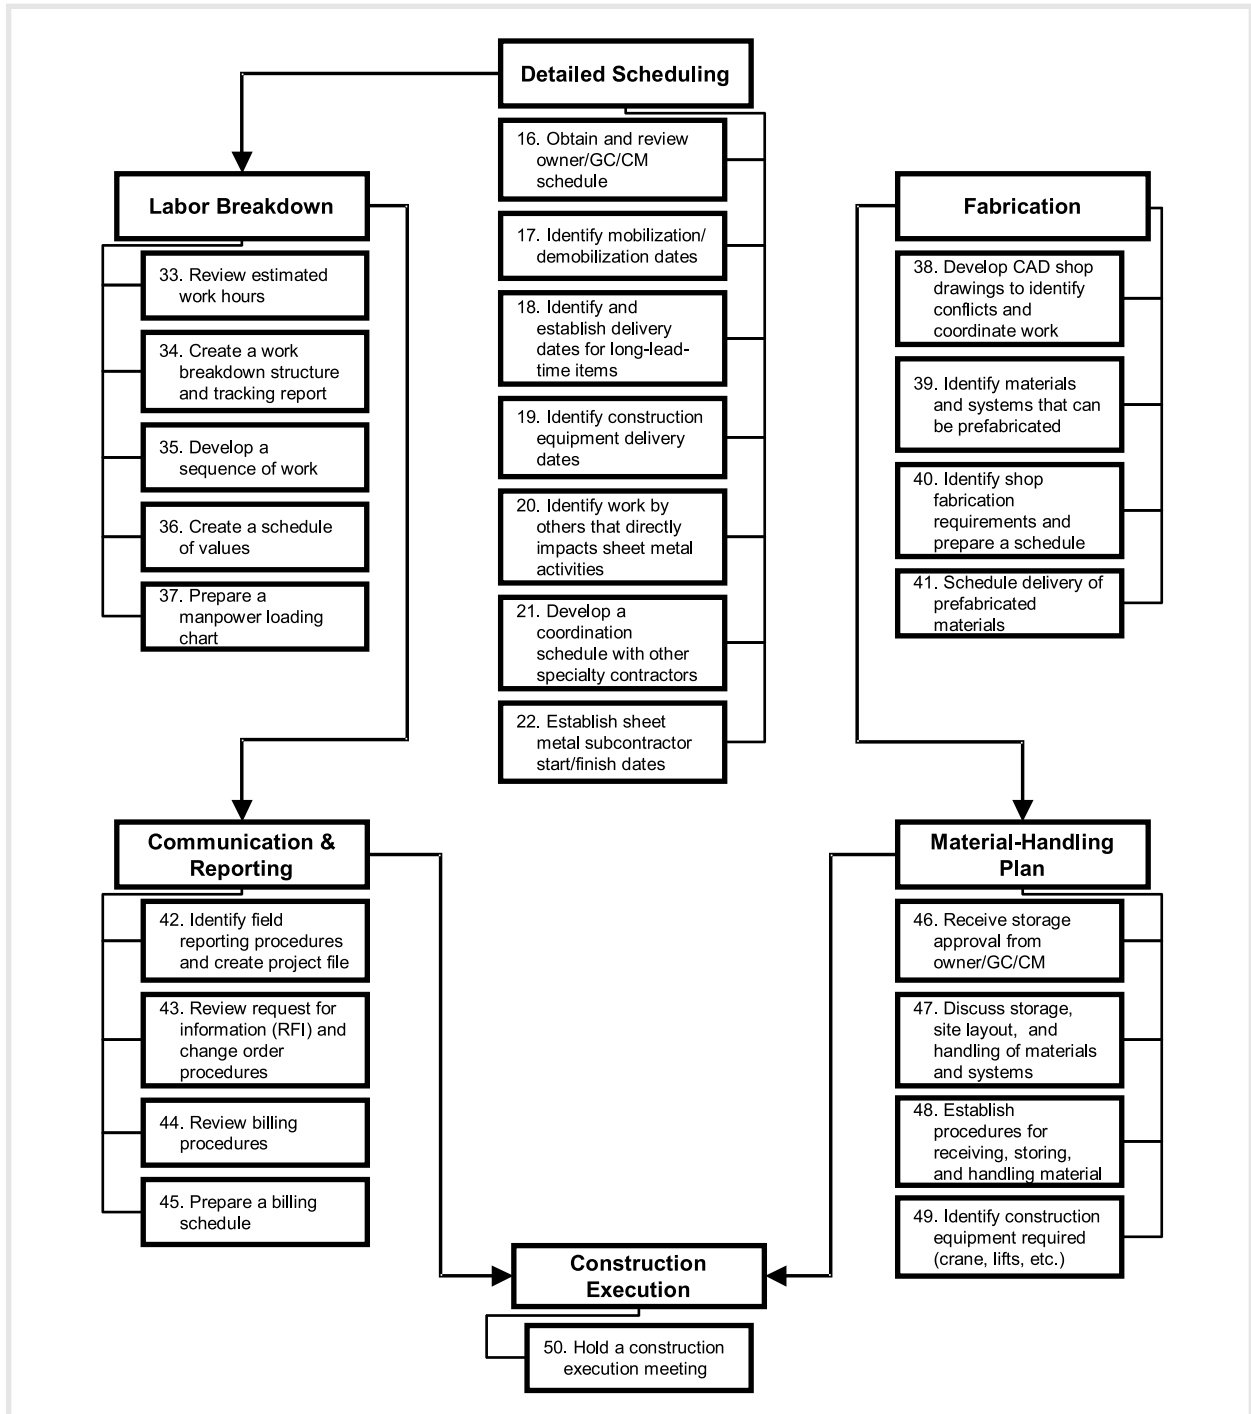 Detailed Scheduling
16. Obtain and review
owner/GC/CM
schedule
17. Identify mobilization/
demobilization dates
18. Identify and
establish delivery
dates for long-lead-
time items
19. Identify construction
equipment delivery
dates
20. Identify work by
others that directly
impacts sheet metal
activities
21. Develop a
coordination
schedule with other
specialty contractors
22. Establish sheet
metal subcontractor
start/finish dates
Labor Breakdown
33. Review estimated
work hours
34. Create a work
breakdown structure
and tracking report
35. Develop a
sequence of work
36. Create a schedule
of values
37. Prepare a
manpower loading
chart
Fabrication
38. Develop CAD shop
drawings to identify
conflicts and
coordinate work
39. Identify materials
and systems that can
be prefabricated
40. Identify shop
fabrication
requirements and
prepare a schedule
41. Schedule delivery of
prefabricated
materials
Communication &
Reporting
42. Identify field
reporting procedures
and create project file
43. Review request for
information (RFI) and
change order
procedures
44. Review billing
procedures
45. Prepare a billing
schedule
Material-Handling
Plan
46. Receive storage
approval from
owner/GC/CM
47. Discuss storage,
site layout, and
handling of materials
and systems
48. Establish
procedures for
receiving, storing,
and handling material
49. Identify construction
equipment required
(crane, lifts, etc.)
Construction
Execution
50. Hold a construction
execution meeting